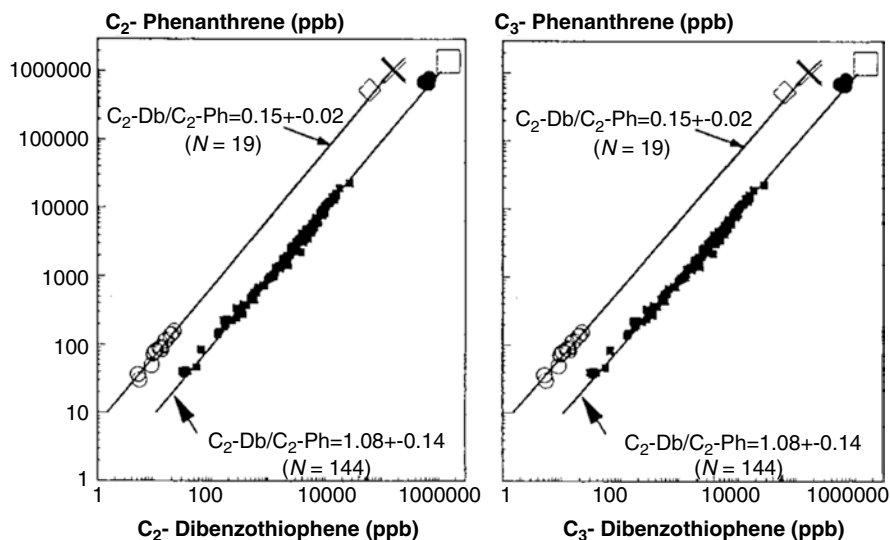 C₂- Phenanthrene (ppb)
1000000
100000
10000
1000
100
10
1
C₂-Db/C₂-Ph=0.15+-0.02
(N = 19)
C₂-Db/C₂-Ph=1.08+-0.14
(N = 144)
1
100
100000
1000000
C₂- Dibenzothiophene (ppb)
C₃- Phenanthrene (ppb)
C₂-Db/C₂-Ph=0.15+-0.02
(N = 19)
C₂-Db/C₂-Ph=1.08+-0.14
(N = 144)
1
100
100000
1000000
C₃- Dibenzothiophene (ppb)